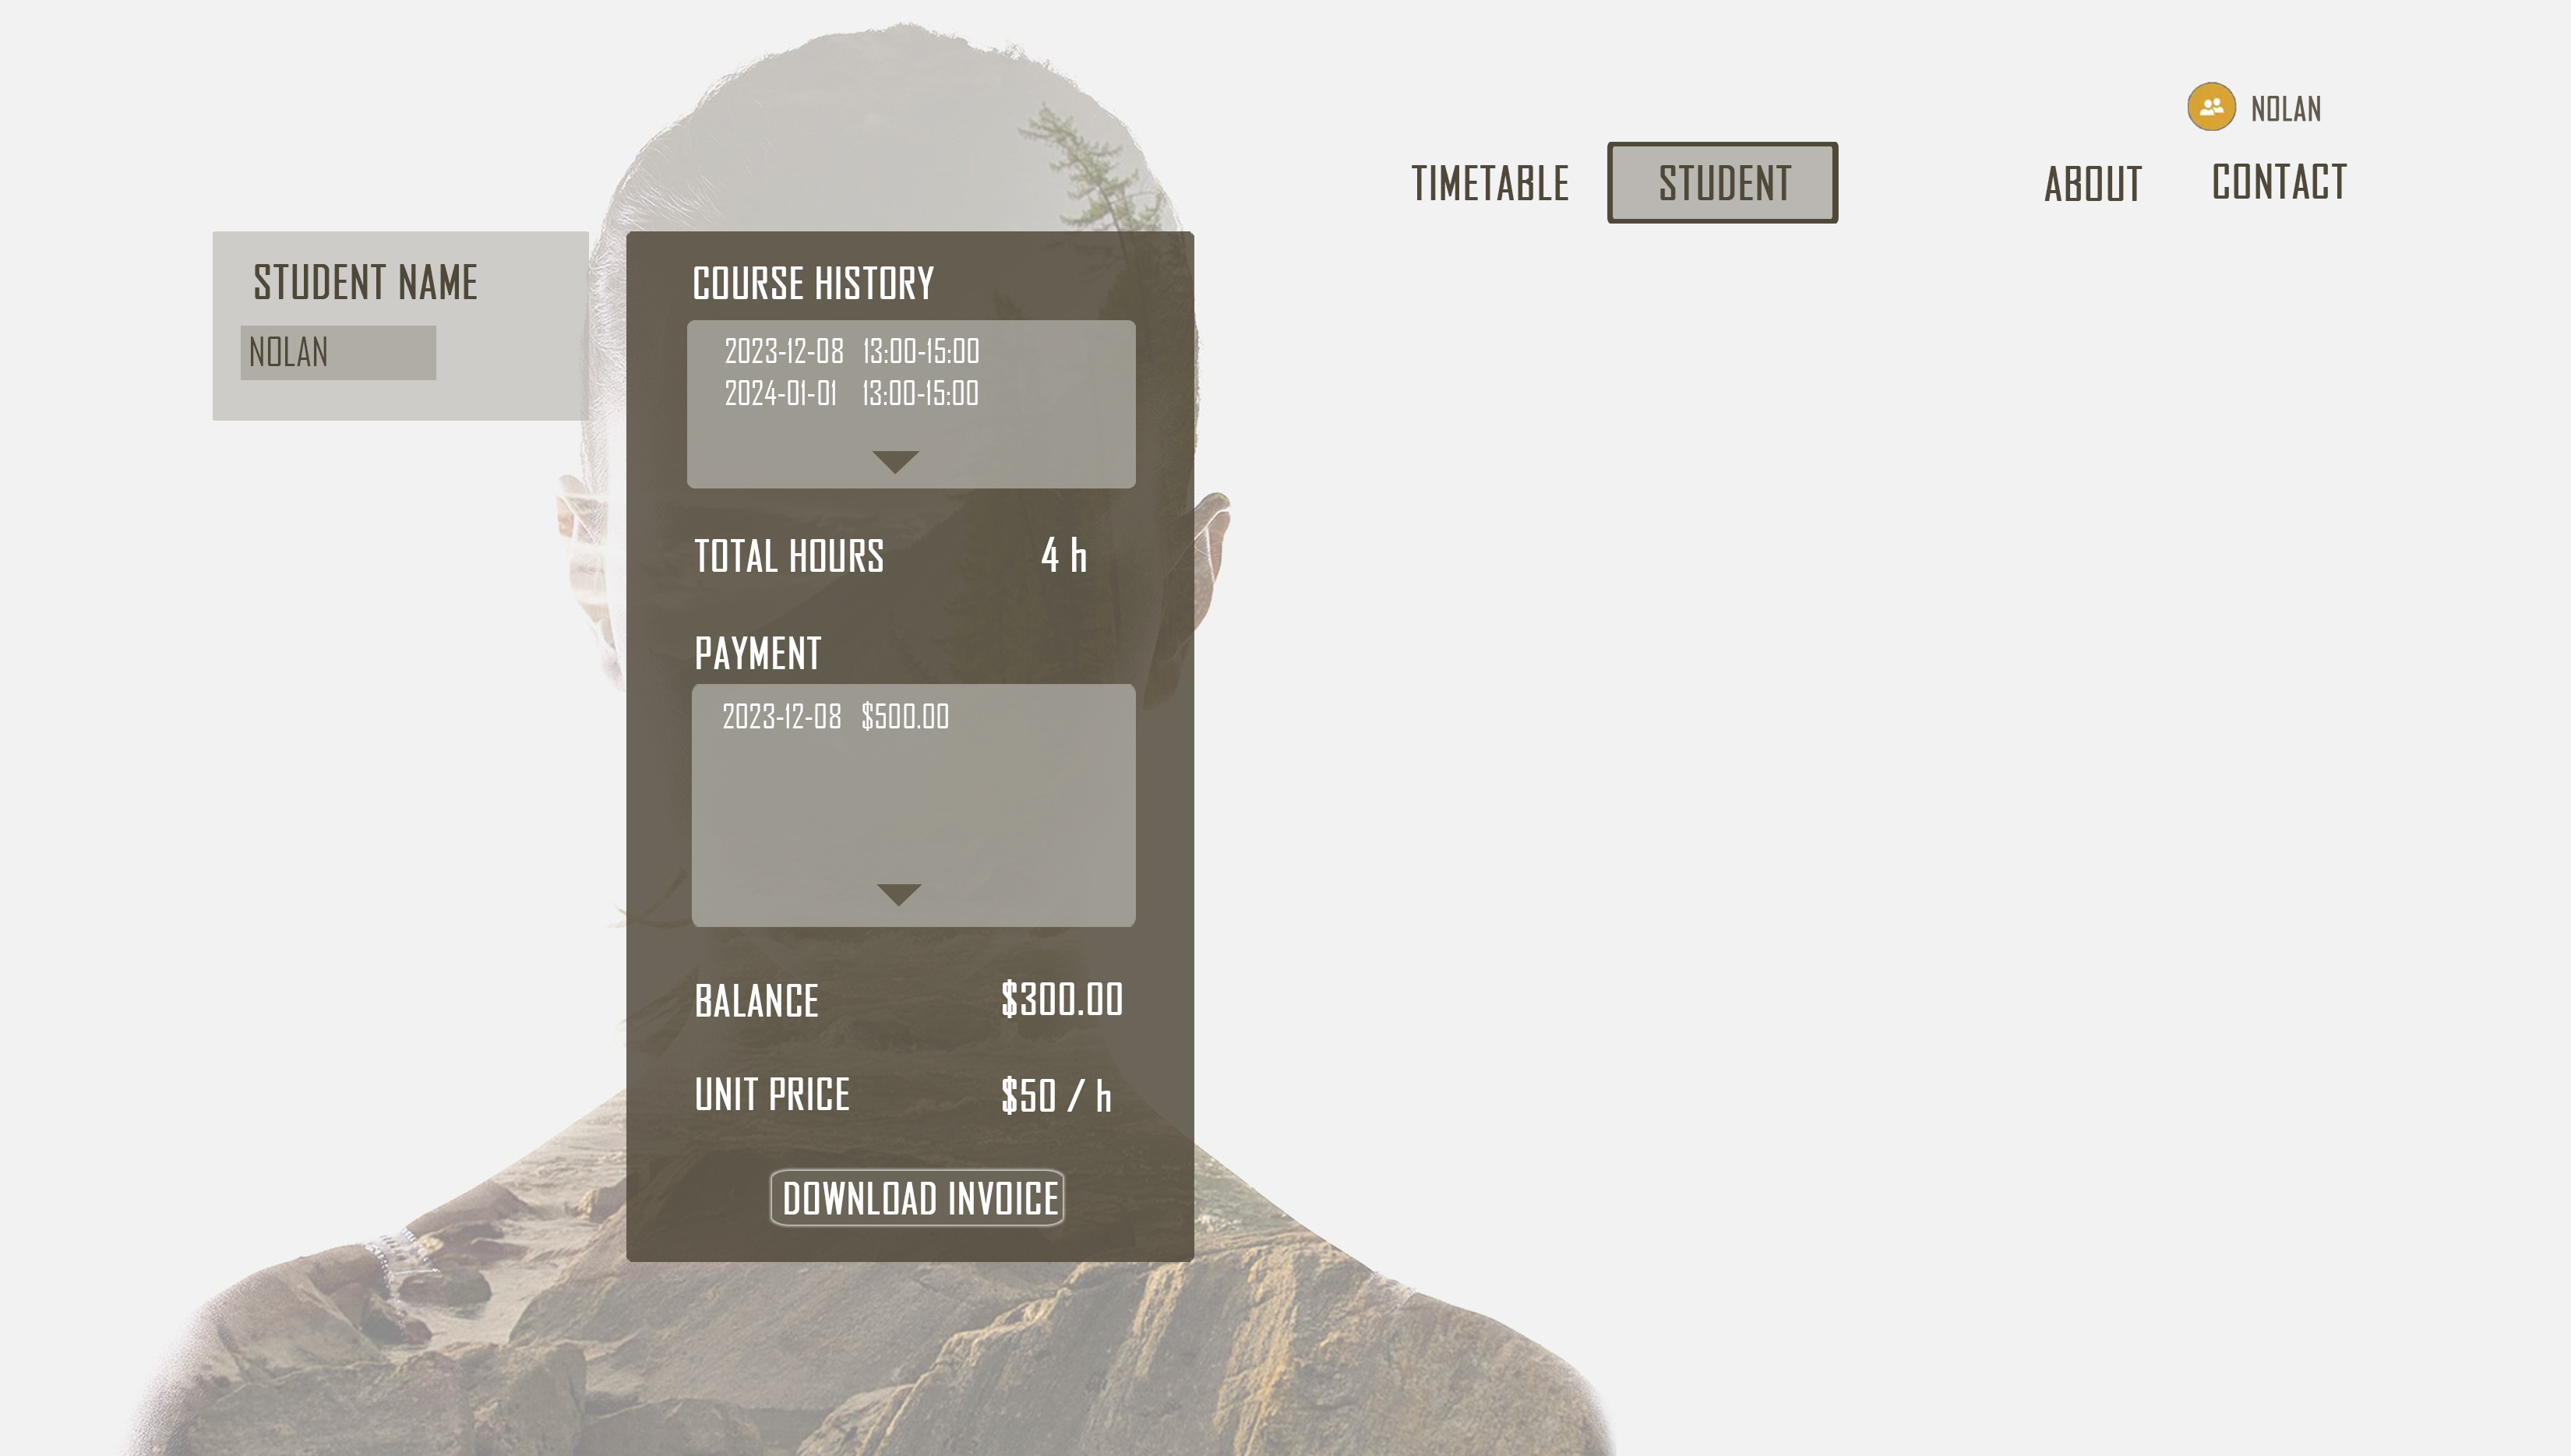 NOLAN
TIMETABLE STUDENT ABOUT CONTACT
STUDENT NAME
NOLAN
COURSE HISTORY
2023-12-08 13:00-15:00
2024-01-01 13:00-15:00
TOTAL HOURS 4 h
PAYMENT
2023-12-08 $500.00
BALANCE $300.00
UNIT PRICE $50 / h
DOWNLOAD INVOICE